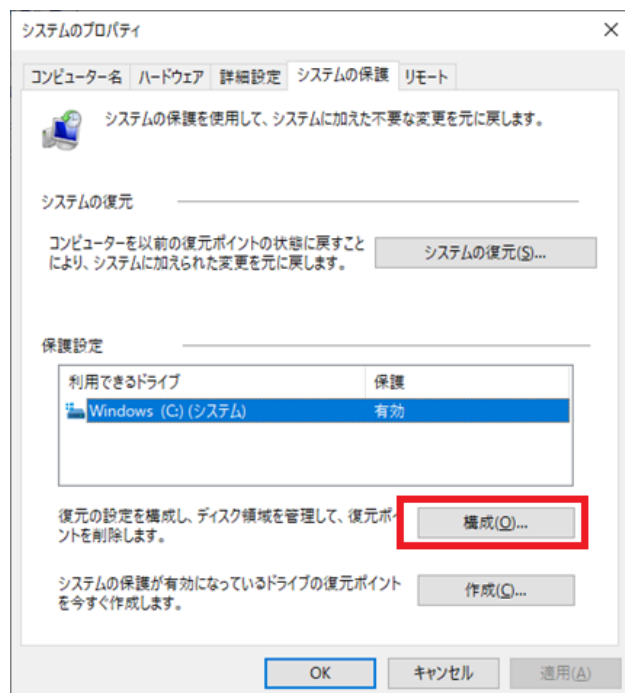 システムのプロパティ
コンピューター名 ハードウェア 詳細設定 システムの保護 リモート
システムの保護を使用して、システムに加えた不要な変更を元に戻します。
システムの復元
コンピューターを以前の復元ポイントの状態に戻すこと
により、システムに加えられた変更を元に戻します。
システムの復元(S)...
保護設定
利用できるドライブ 保護
Windows (C:) (システム) 有効
復元の設定を構成し、ディスク領域を管理して、復元ポイ
ントを削除します。
構成(O)...
システムの保護が有効になっているドライブの復元ポイント
を今すぐ作成します。
作成(C)...
OK キャンセル 適用(A)